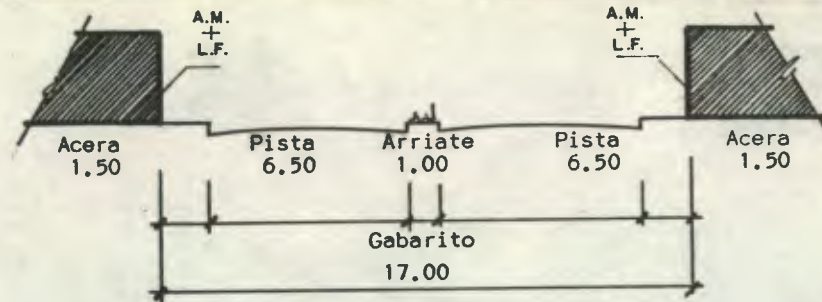 A.M.
+
L.F.
A.M.
+
L.F.
Acera
1.50
Pista
6.50
Arriate
1.00
Pista
6.50
Acera
1.50
Gabarito
17.00